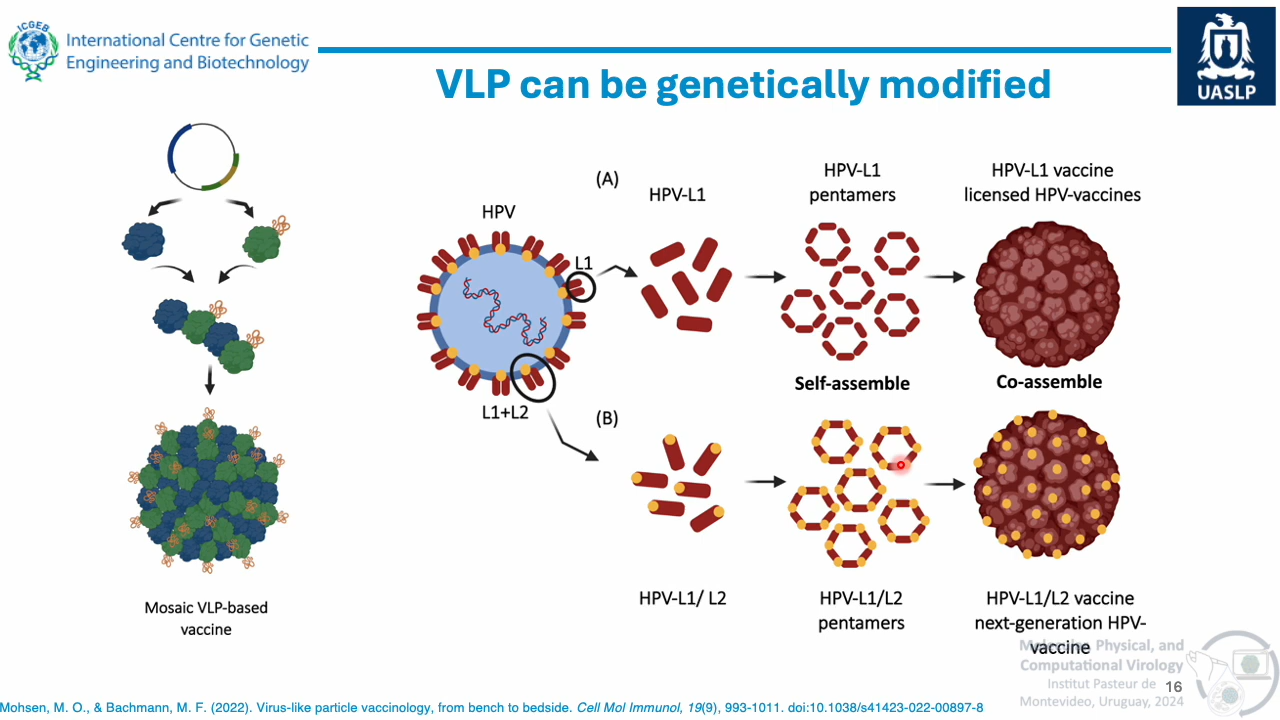 ICGEB
International Centre for Genetic
Engineering and Biotechnology
UASLP
VLP can be genetically modified
Mosaic VLP-based
vaccine
HPV
L1
L1+L2
(A)
HPV-L1
HPV-L1
pentamers
HPV-L1 vaccine
licensed HPV-vaccines
Self-assemble
Co-assemble
(B)
HPV-L1/ L2
HPV-L1/L2
pentamers
HPV-L1/L2 vaccine
next-generation HPV-
vaccine
Molecular, Physical, and
Computational Virology
Institut Pasteur de
Montevideo, Uruguay, 2024
16
Mohsen, M. O., & Bachmann, M. F. (2022). Virus-like particle vaccinology, from bench to bedside. Cell Mol Immunol, 19(9), 993-1011. doi:10.1038/s41423-022-00897-8